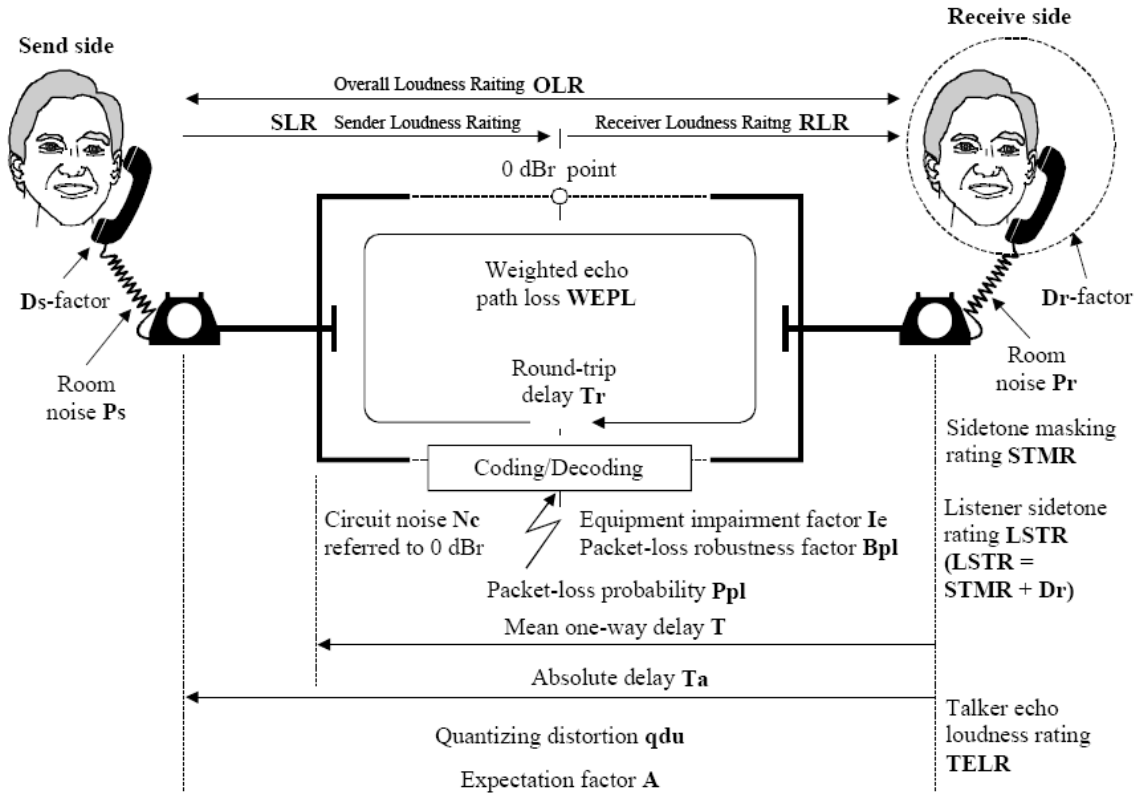 Receive side
Send side
Overall Loudness Raiting OLR
SLR Sender Loudness Raiting
Receiver Loudness Raitng RLR
0 dBr point
Weighted echo
path loss WEPL
Ds-factor
Dr-factor
Room
noise Ps
Room
noise Pr
Round-trip
delay Tr
Sidetone masking
rating STMR
Coding/Decoding
Circuit noise Nc
referred to 0 dBr
Equipment impairment factor Ie
Packet-loss robustness factor Bpl
Listener sidetone
rating LSTR
(LSTR =
STMR + Dr)
Packet-loss probability Ppl
Mean one-way delay T
Absolute delay Ta
Talker echo
loudness rating
TELR
Quantizing distortion qdu
Expectation factor A